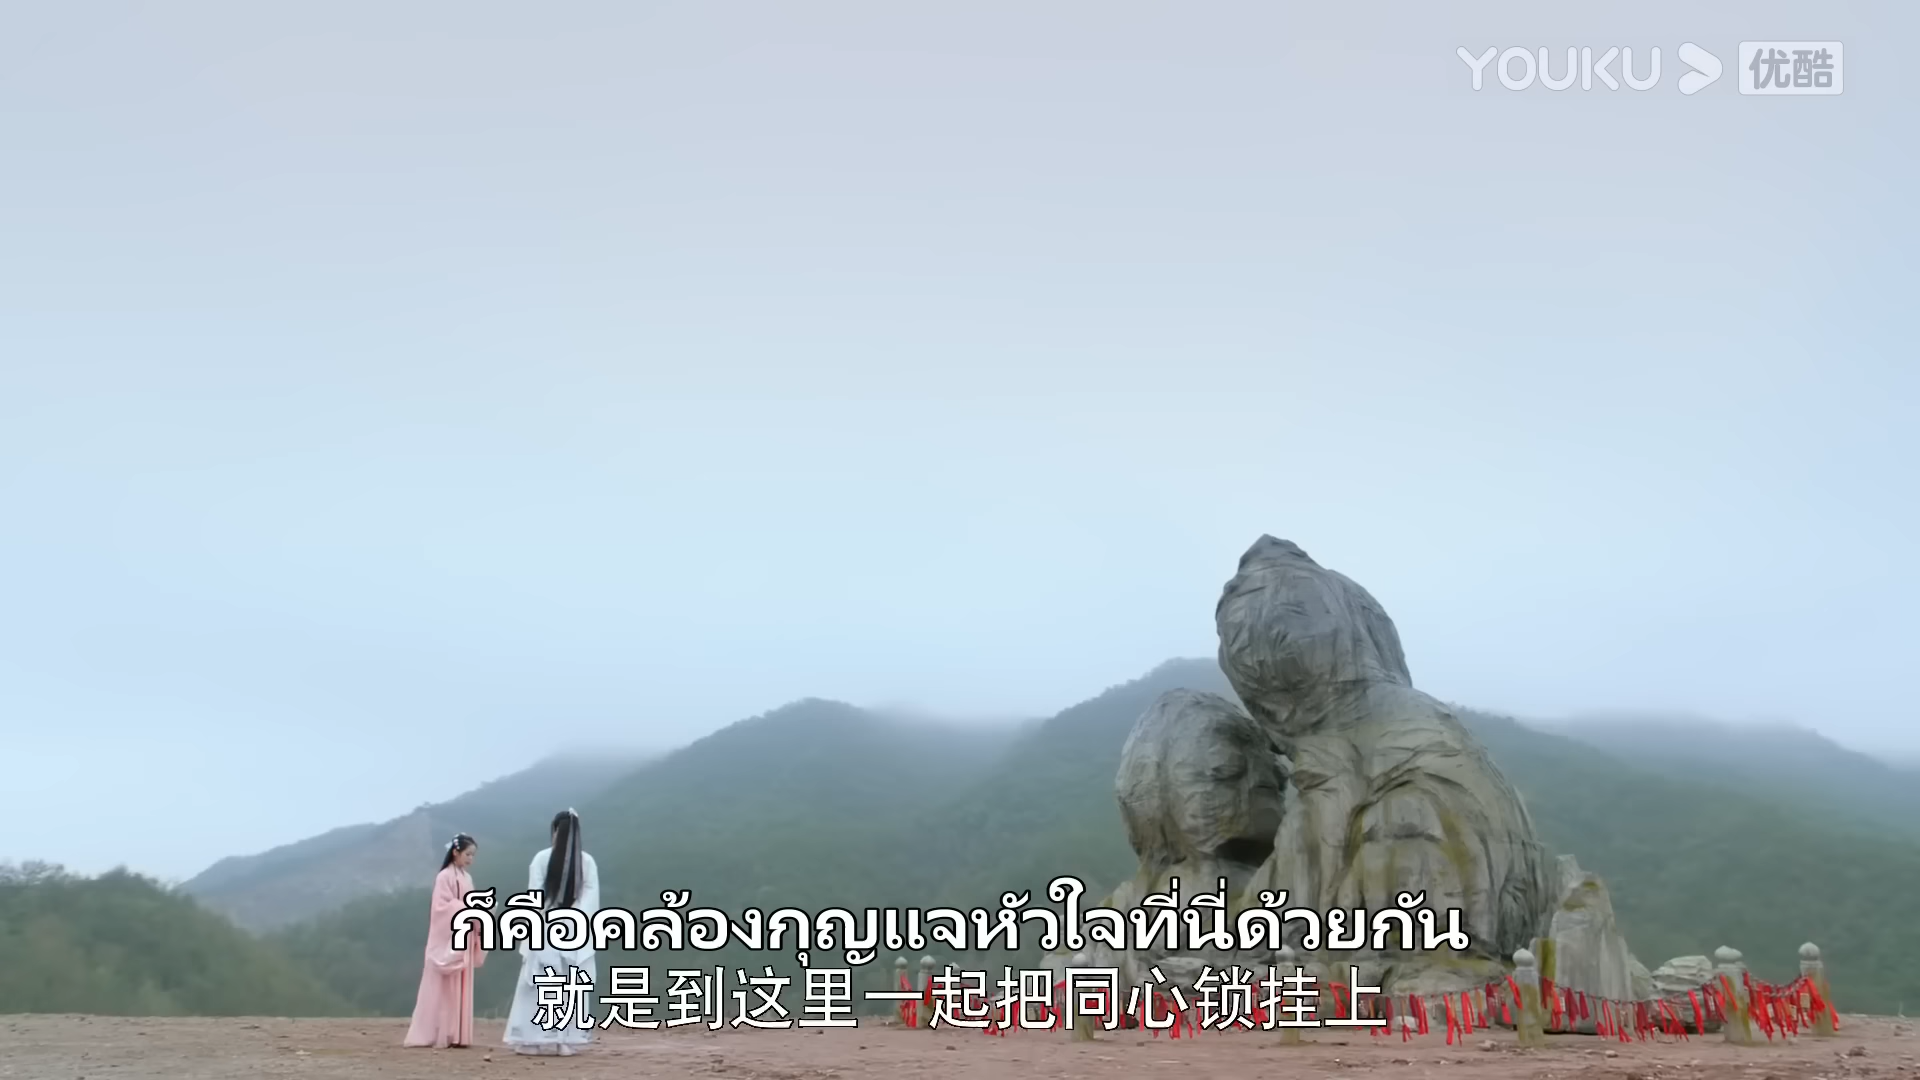 YOUKU 优酷
ก็คือคล้องกุญแจหัวใจที่นี่ด้วยกัน
就是到这里一起把同心锁挂上